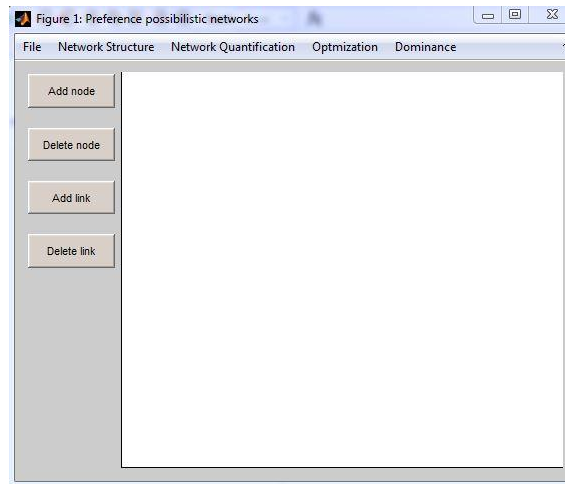 Figure 1: Preference possibilistic networks
File Network Structure Network Quantification Optmization Dominance
Add node
Delete node
Add link
Delete link